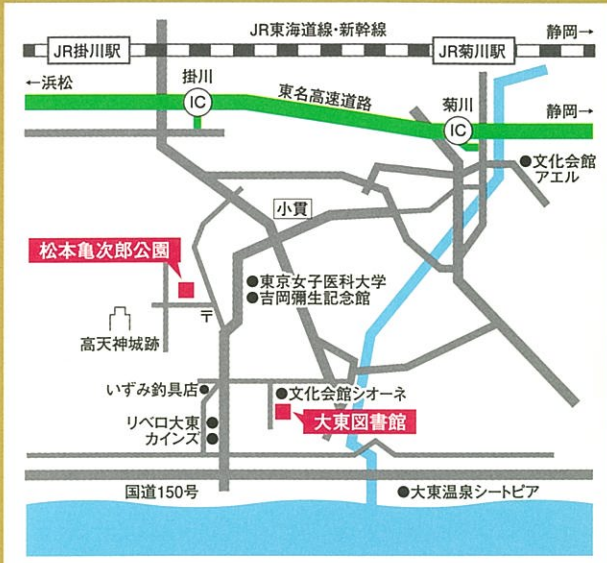 JR東海道線・新幹線
静岡→
JR掛川駅
JR菊川駅
←浜松
掛川
IC
東名高速道路
菊川
IC
静岡→
●文化会館
アエル
小貫
松本亀次郎公園
●東京女子医科大学
●吉岡彌生記念館
〒
高天神城跡
いずみ釣具店●
●文化会館シオーネ
大東図書館
リベロ大東●
カインズ●
国道150号
●大東温泉シートピア